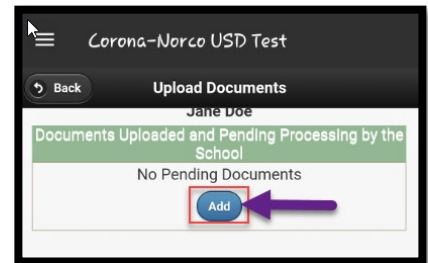 Corona-Norco USD Test
Back Upload Documents
Jane Doe
Documents Uploaded and Pending Processing by the
School
No Pending Documents
Add